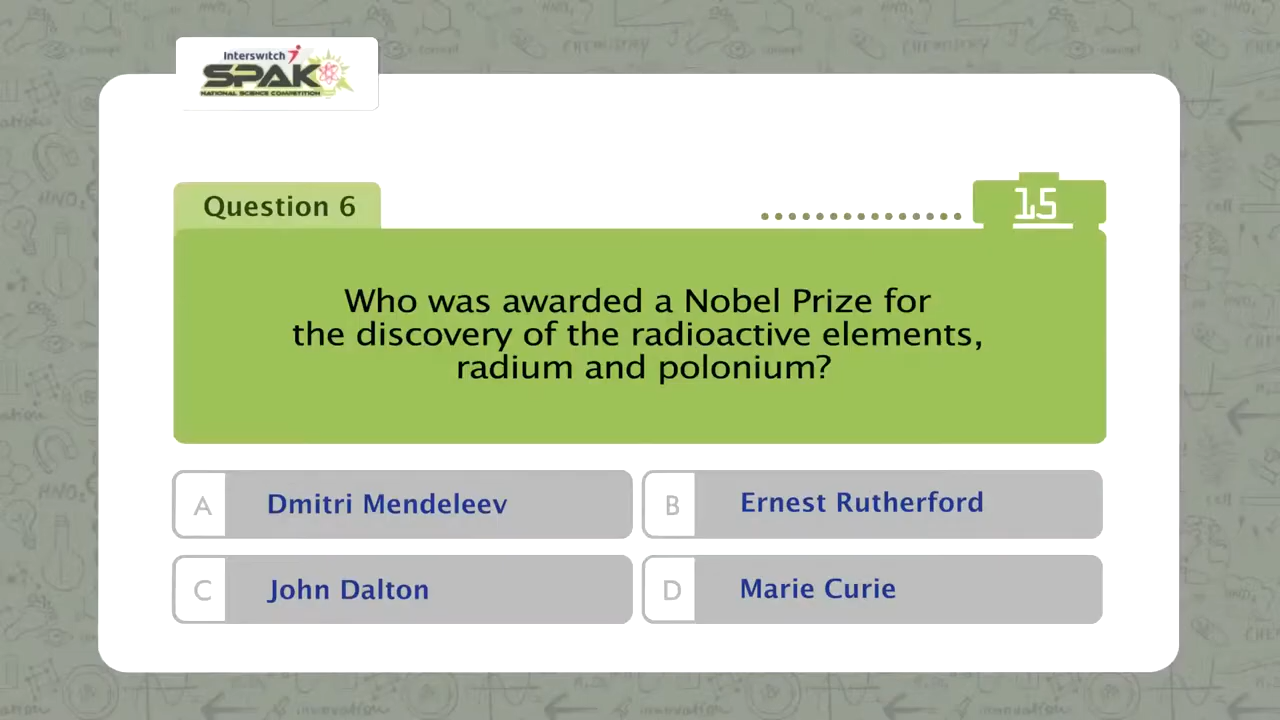 Interswitch
SPAK
NATIONAL SCIENCE COMPETITION
Question 6
15
Who was awarded a Nobel Prize for
the discovery of the radioactive elements,
radium and polonium?
A Dmitri Mendeleev
B Ernest Rutherford
C John Dalton
D Marie Curie